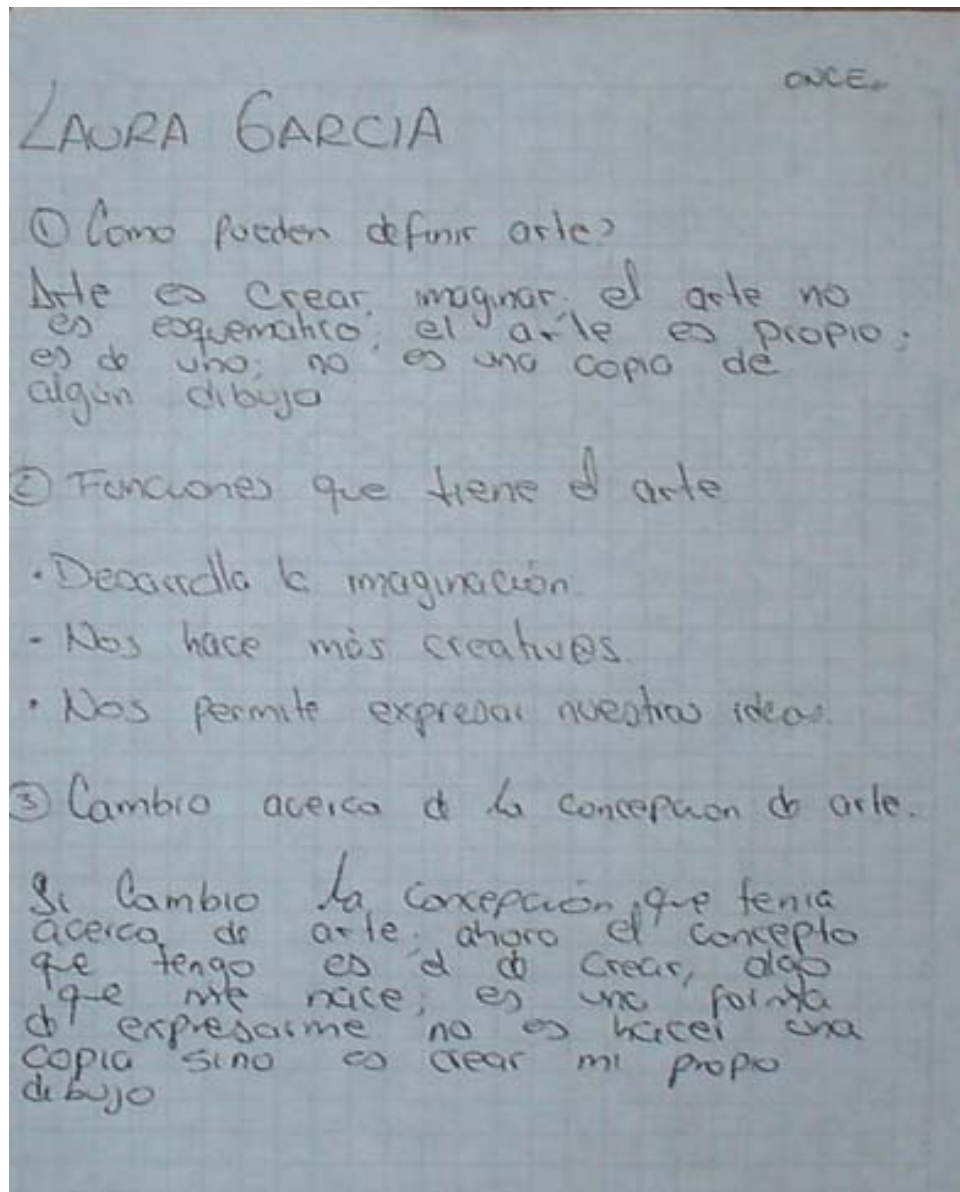 ONCE.
LAURA GARCIA
① Como pueden definir arte?
Arte es crear, imaginar; el arte no
es esquematico; el arte es propio;
es de uno; no es una copia de
algún dibujo
② Funciones que tiene el arte
• Desarrolla la imaginación.
- Nos hace más creativ@s.
• Nos permite expresar nuestras ideas.
③ Cambio acerca de la concepcion de arte.
Si Cambio la concepción que tenia
acerca de arte. ahora el concepto
que tengo es el de crear, algo
que me nace; es una forma
de expresarme no es hacer una
copia sino es crear mi propio
dibujo